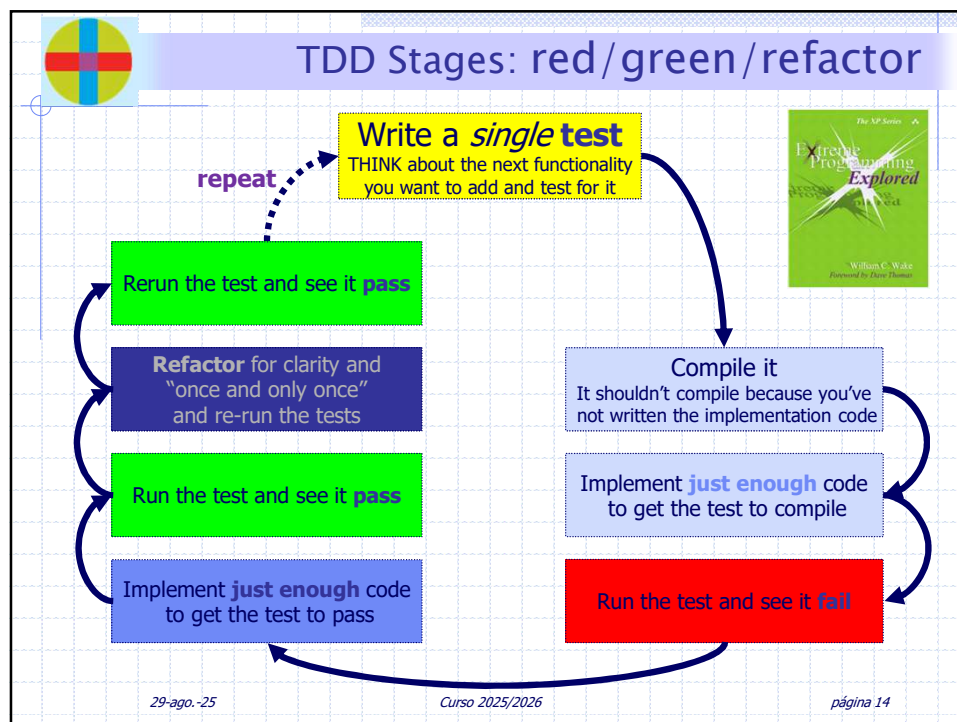 TDD Stages: red/green/refactor
Write a single test
THINK about the next functionality
you want to add and test for it
repeat
The XP Series
Extreme
Programming
Explored
William C. Wake
Foreword by Dave Thomas
Rerun the test and see it pass
Refactor for clarity and
“once and only once”
and re-run the tests
Run the test and see it pass
Implement just enough code
to get the test to pass
Compile it
It shouldn’t compile because you’ve
not written the implementation code
Implement just enough code
to get the test to compile
Run the test and see it fail
29-ago.-25
Curso 2025/2026
página 14